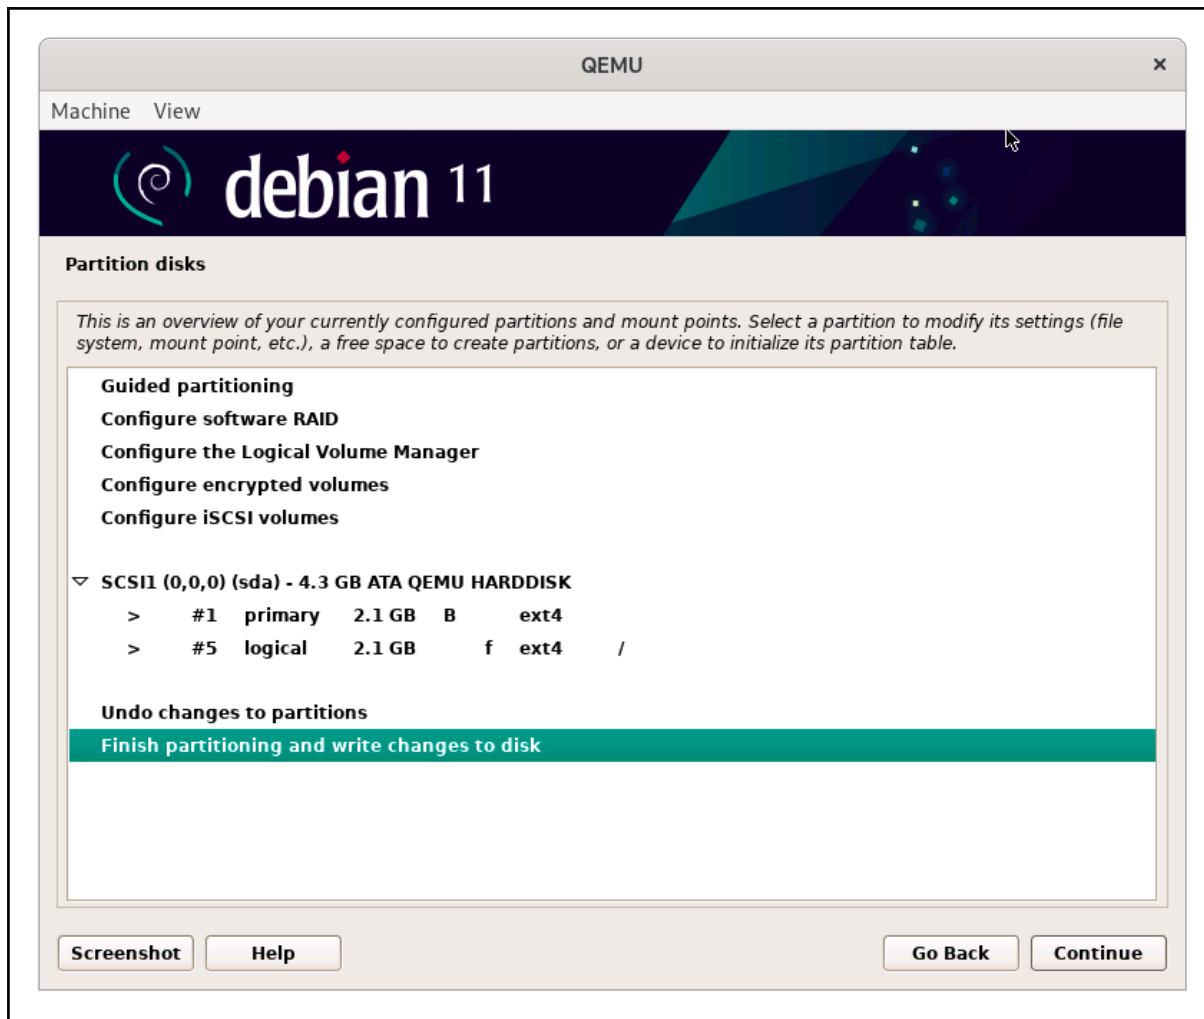 QEMU
Machine View
debian 11
Partition disks
This is an overview of your currently configured partitions and mount points. Select a partition to modify its settings (file
system, mount point, etc.), a free space to create partitions, or a device to initialize its partition table.
Guided partitioning
Configure software RAID
Configure the Logical Volume Manager
Configure encrypted volumes
Configure iSCSI volumes
SCSI1 (0,0,0) (sda) - 4.3 GB ATA QEMU HARDDISK
> #1 primary 2.1 GB B ext4
> #5 logical 2.1 GB f ext4 /
Undo changes to partitions
Finish partitioning and write changes to disk
Screenshot Help Go Back Continue